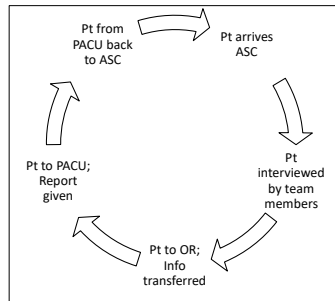 Pt from
PACU back
to ASC
Pt arrives
ASC
Pt
interviewed
by team
members
Pt to OR;
Info
transferred
Pt to PACU;
Report
given